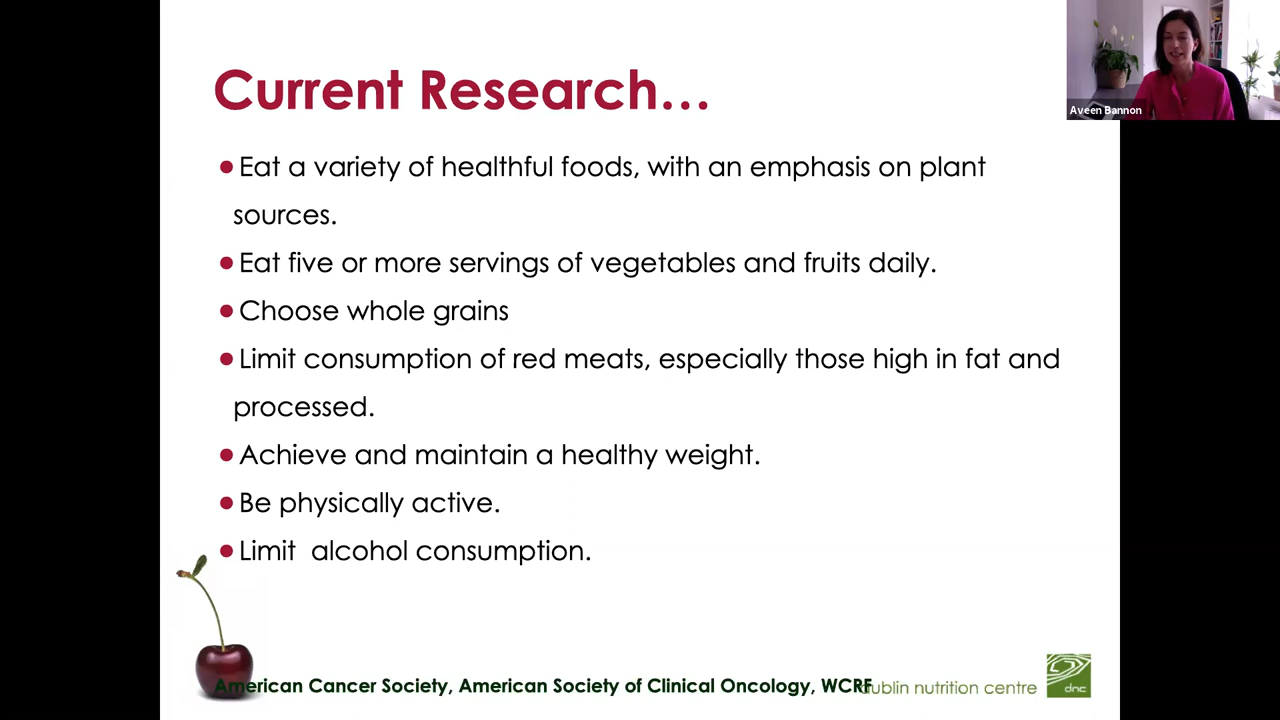 Current Research...
Aveen Bannon
•Eat a variety of healthful foods, with an emphasis on plant
sources.
•Eat five or more servings of vegetables and fruits daily.
•Choose whole grains
•Limit consumption of red meats, especially those high in fat and
processed.
•Achieve and maintain a healthy weight.
•Be physically active.
•Limit  alcohol consumption.
American Cancer Society, American Society of Clinical Oncology, WCRF
dublin nutrition centre
dnc